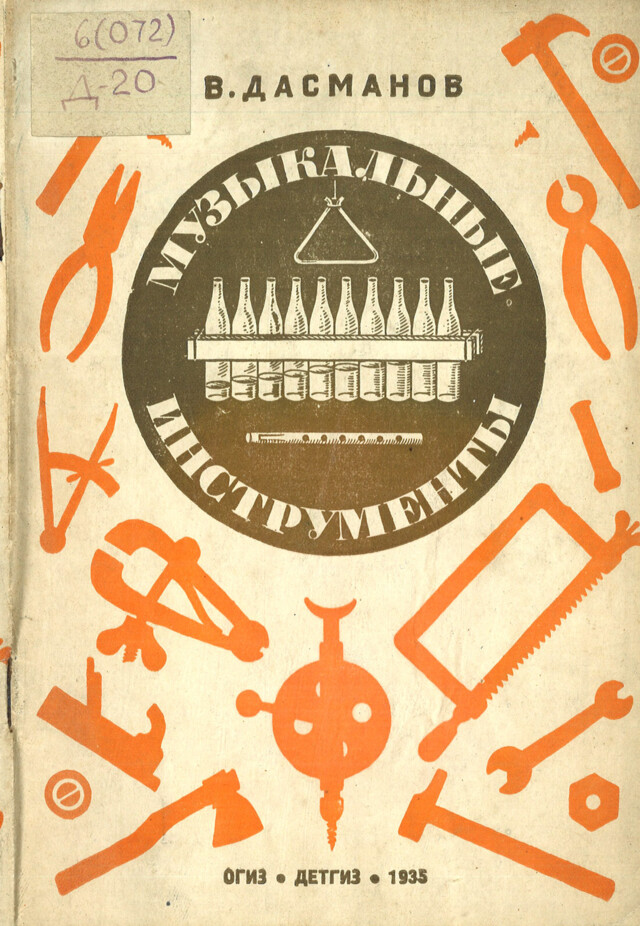 6(072)
Д-20
В. ДАСМАНОВ
МУЗЫКАЛЬНЫЕ
ИНСТРУМЕНТЫ
ОГИЗ • ДЕТГИЗ • 1935